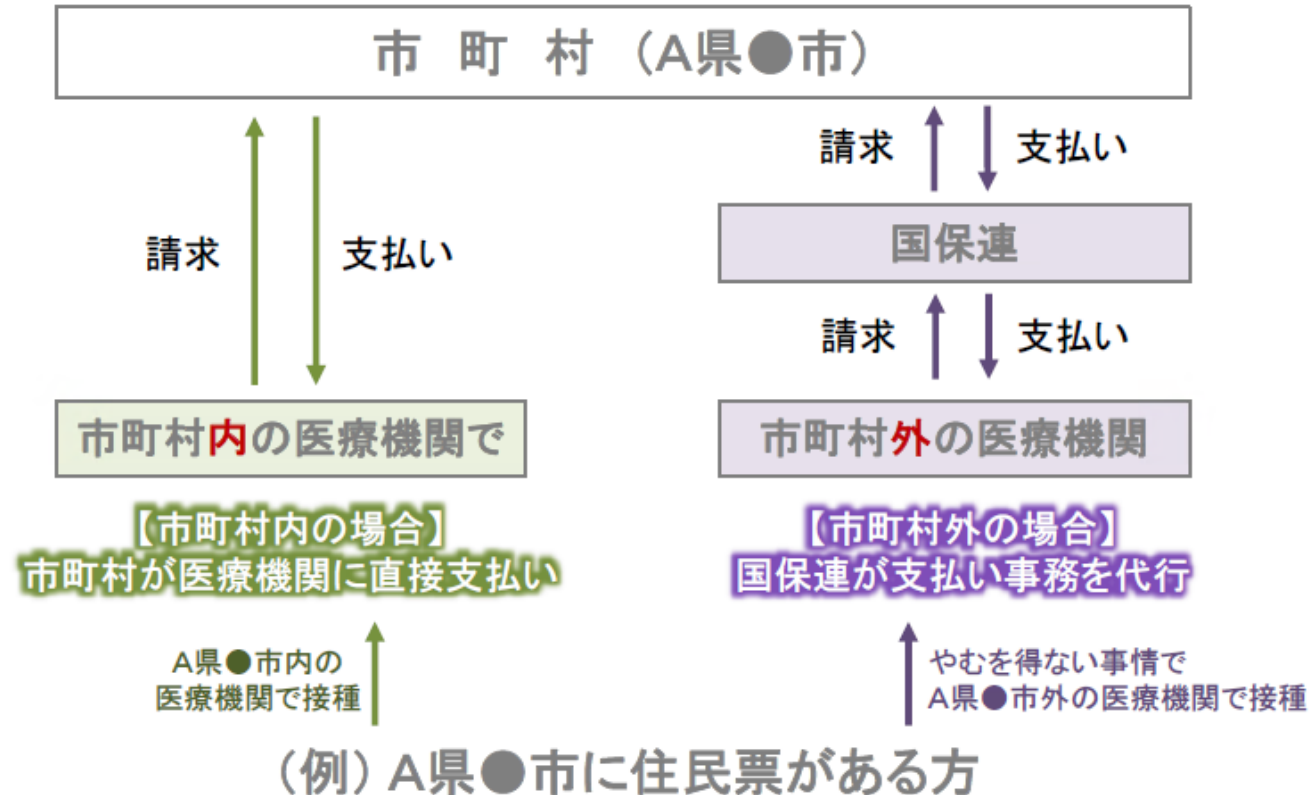 市 町 村 （A県●市）
請求
支払い
請求
支払い
国保連
請求
支払い
市町村内の医療機関で
市町村外の医療機関
【市町村内の場合】
市町村が医療機関に直接支払い
【市町村外の場合】
国保連が支払い事務を代行
A県●市内の
医療機関で接種
やむを得ない事情で
A県●市外の医療機関で接種
（例）A県●市に住民票がある方